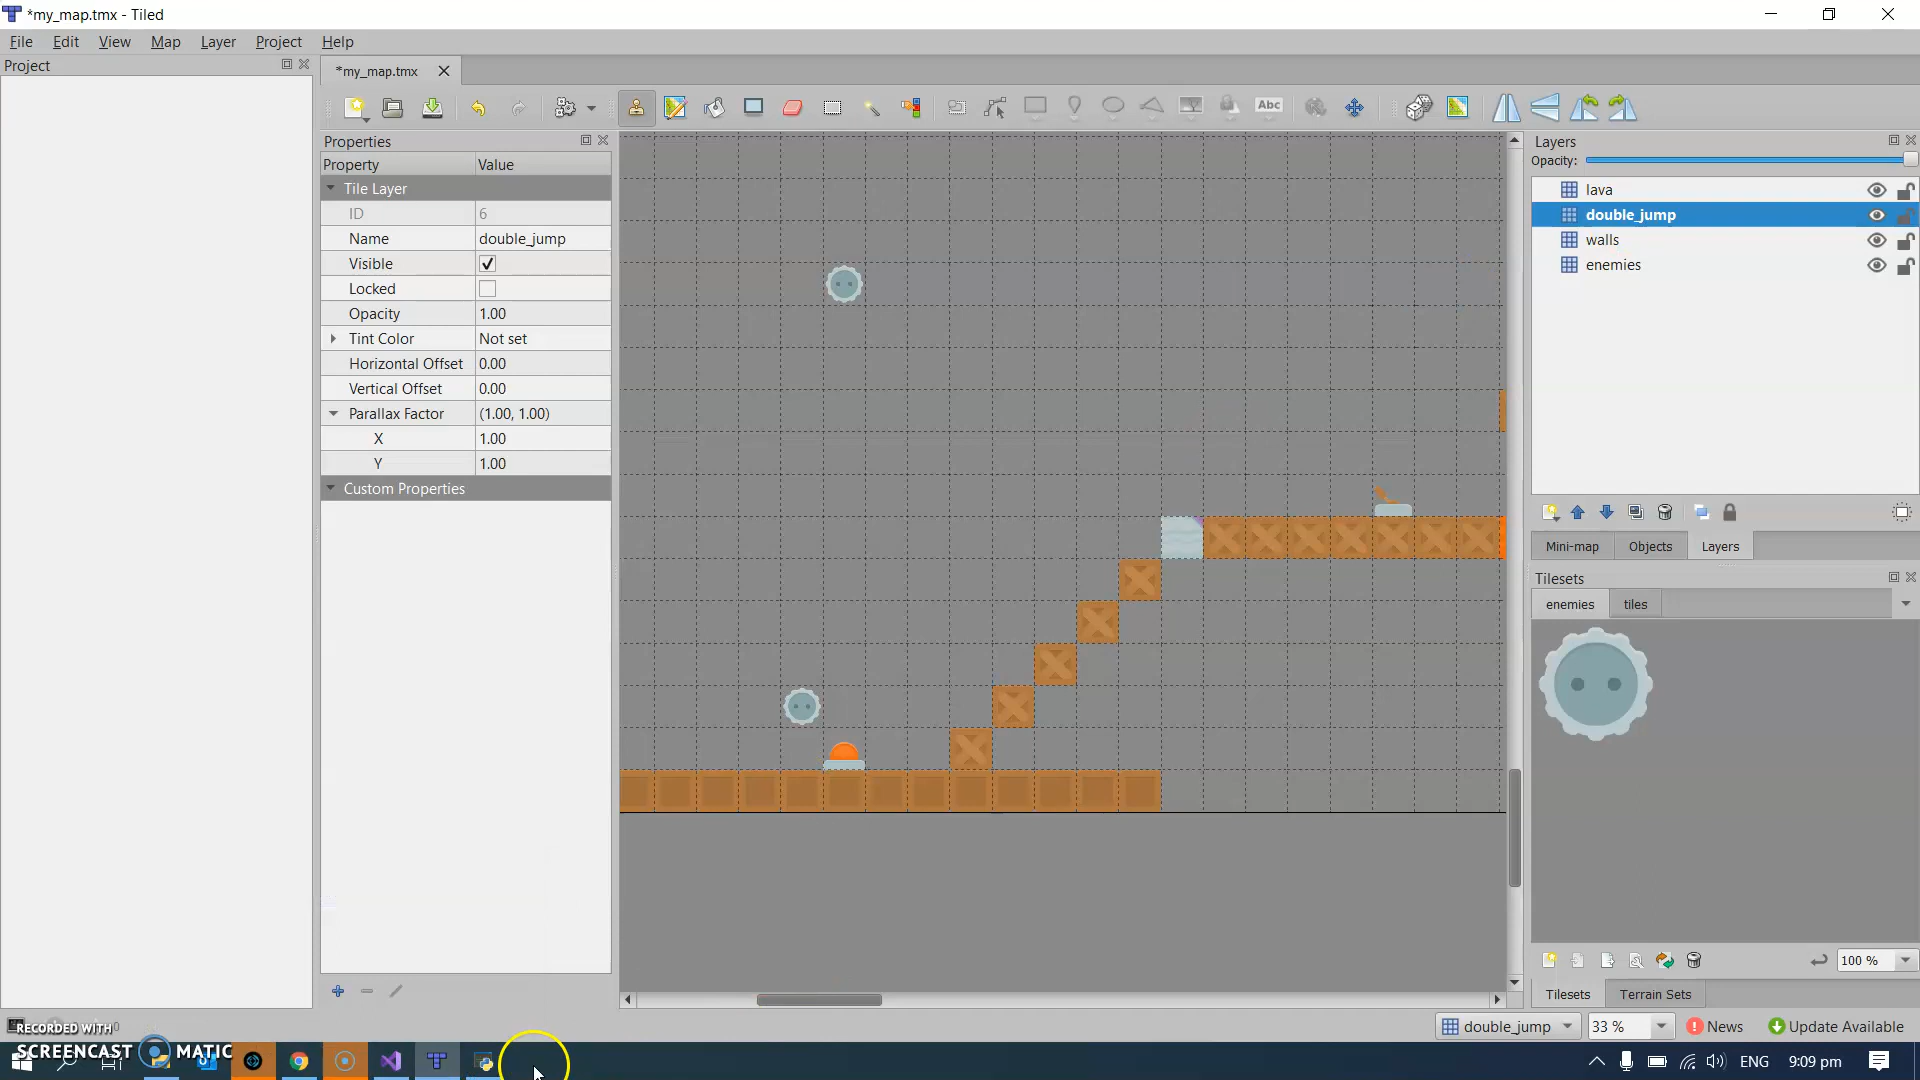 *my_map.tmx - Tiled
File Edit View Map Layer Project Help
Project
*my_map.tmx
Abc
Properties
Property Value
Tile Layer
ID 6
Name double_jump
Visible
Locked
Opacity 1.00
Tint Color Not set
Horizontal Offset 0.00
Vertical Offset 0.00
Parallax Factor (1.00, 1.00)
X 1.00
Y 1.00
Custom Properties
Layers
Opacity:
lava
double_jump
walls
enemies
Mini-map Objects Layers
Tilesets
enemies tiles
100 %
Tilesets Terrain Sets
double_jump 33 % News Update Available
RECORDED WITH
SCREENCAST MATIC
ENG 9:09 pm